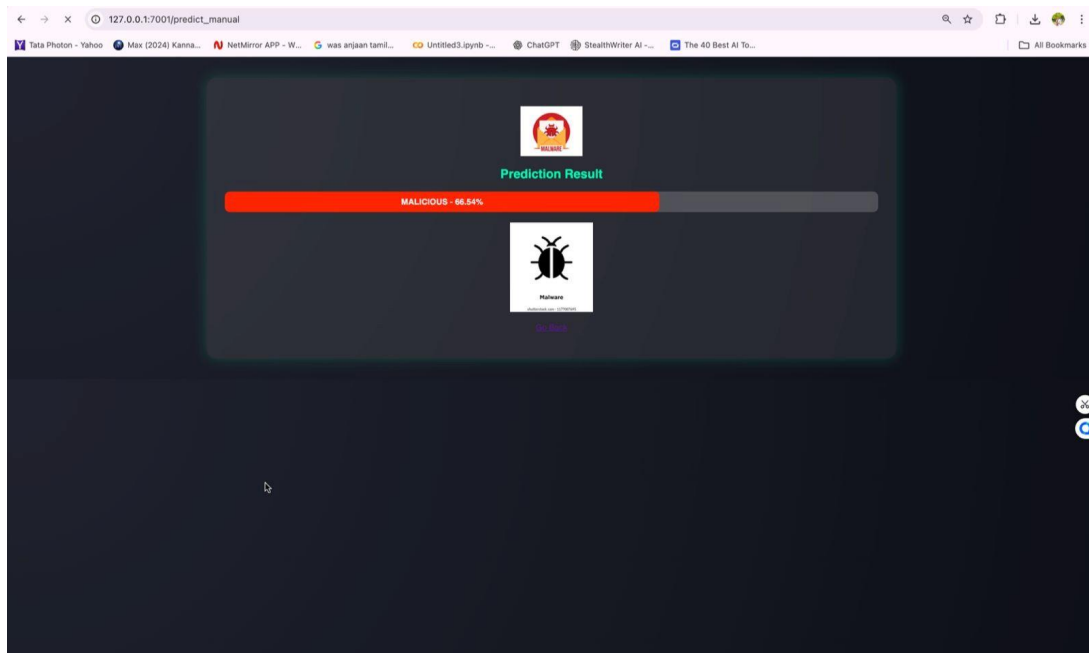 127.0.0.1:7001/predict_manual
Tata Photon - Yahoo Max (2024) Kanna... NetMirror APP - W... was anjaan tamil... Untitled3.ipynb -... ChatGPT StealthWriter AI -... The 40 Best AI To... All Bookmarks
MALWARE
Prediction Result
MALICIOUS - 66.54%
Malware
Go Back